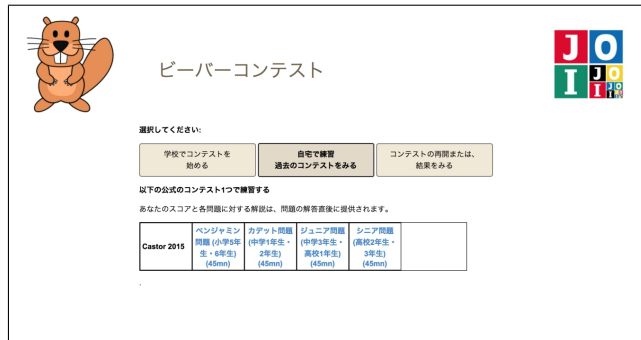 ビーバーコンテスト
JO
I JO
I JO
I
選択してください:
学校でコンテストを
始める
自宅で練習
過去のコンテストをみる
コンテストの再開または、
結果をみる
以下の公式のコンテスト1つで練習する
あなたのスコアと各問題に対する解説は、問題の解答直後に提供されます。
Castor 2015
ベンジャミン
問題 (小学5年
生・6年生)
(45mn)
カデット問題
(中学1年生・
2年生)
(45mn)
ジュニア問題
(中学3年生・
高校1年生)
(45mn)
シニア問題
(高校2年生・
3年生)
(45mn)
.